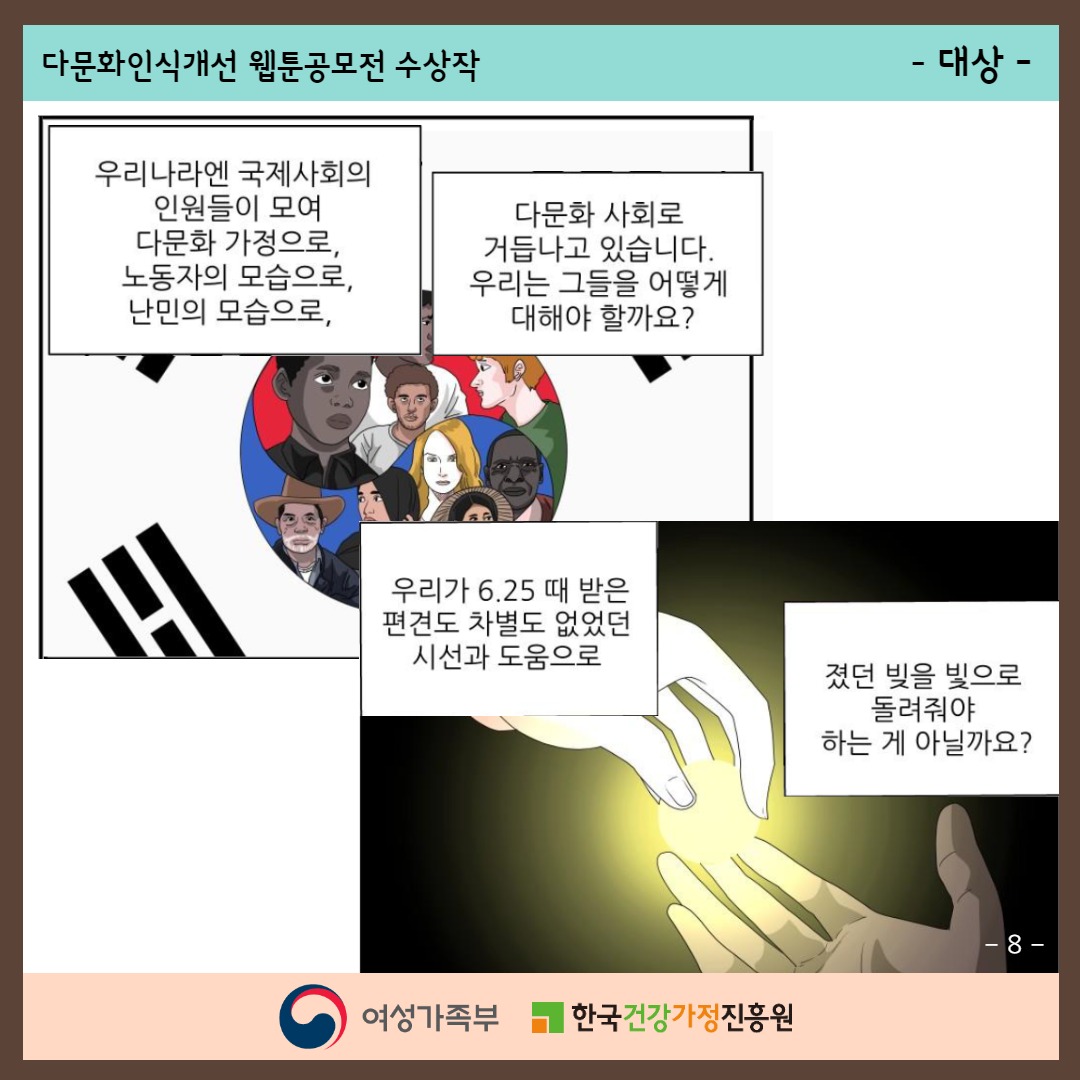 다문화인식개선 웹툰공모전 수상작
- 대상 -
우리나라엔 국제사회의
인원들이 모여
다문화 가정으로,
노동자의 모습으로,
난민의 모습으로,
다문화 사회로
거듭나고 있습니다.
우리는 그들을 어떻게
대해야 할까요?
우리가 6.25 때 받은
편견도 차별도 없었던
시선과 도움으로
졌던 빚을 빛으로
돌려줘야
하는 게 아닐까요?
- 8 -
여성가족부
한국건강가정진흥원